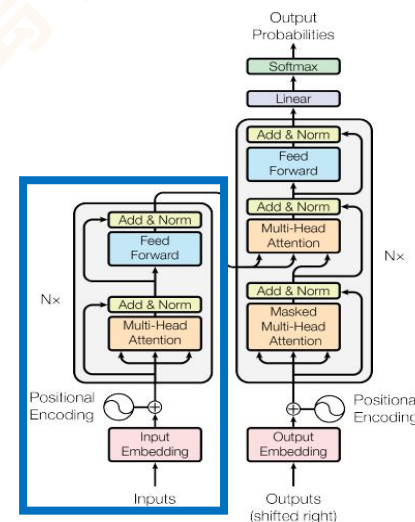 Output
Probabilities
Softmax
Linear
Add & Norm
Feed
Forward
Add & Norm
Multi-Head
Attention
Nx
Add & Norm
Masked
Multi-Head
Attention
Positional
Encoding
Output
Embedding
Outputs
(shifted right)
Add & Norm
Feed
Forward
Nx
Add & Norm
Multi-Head
Attention
Positional
Encoding
Input
Embedding
Inputs